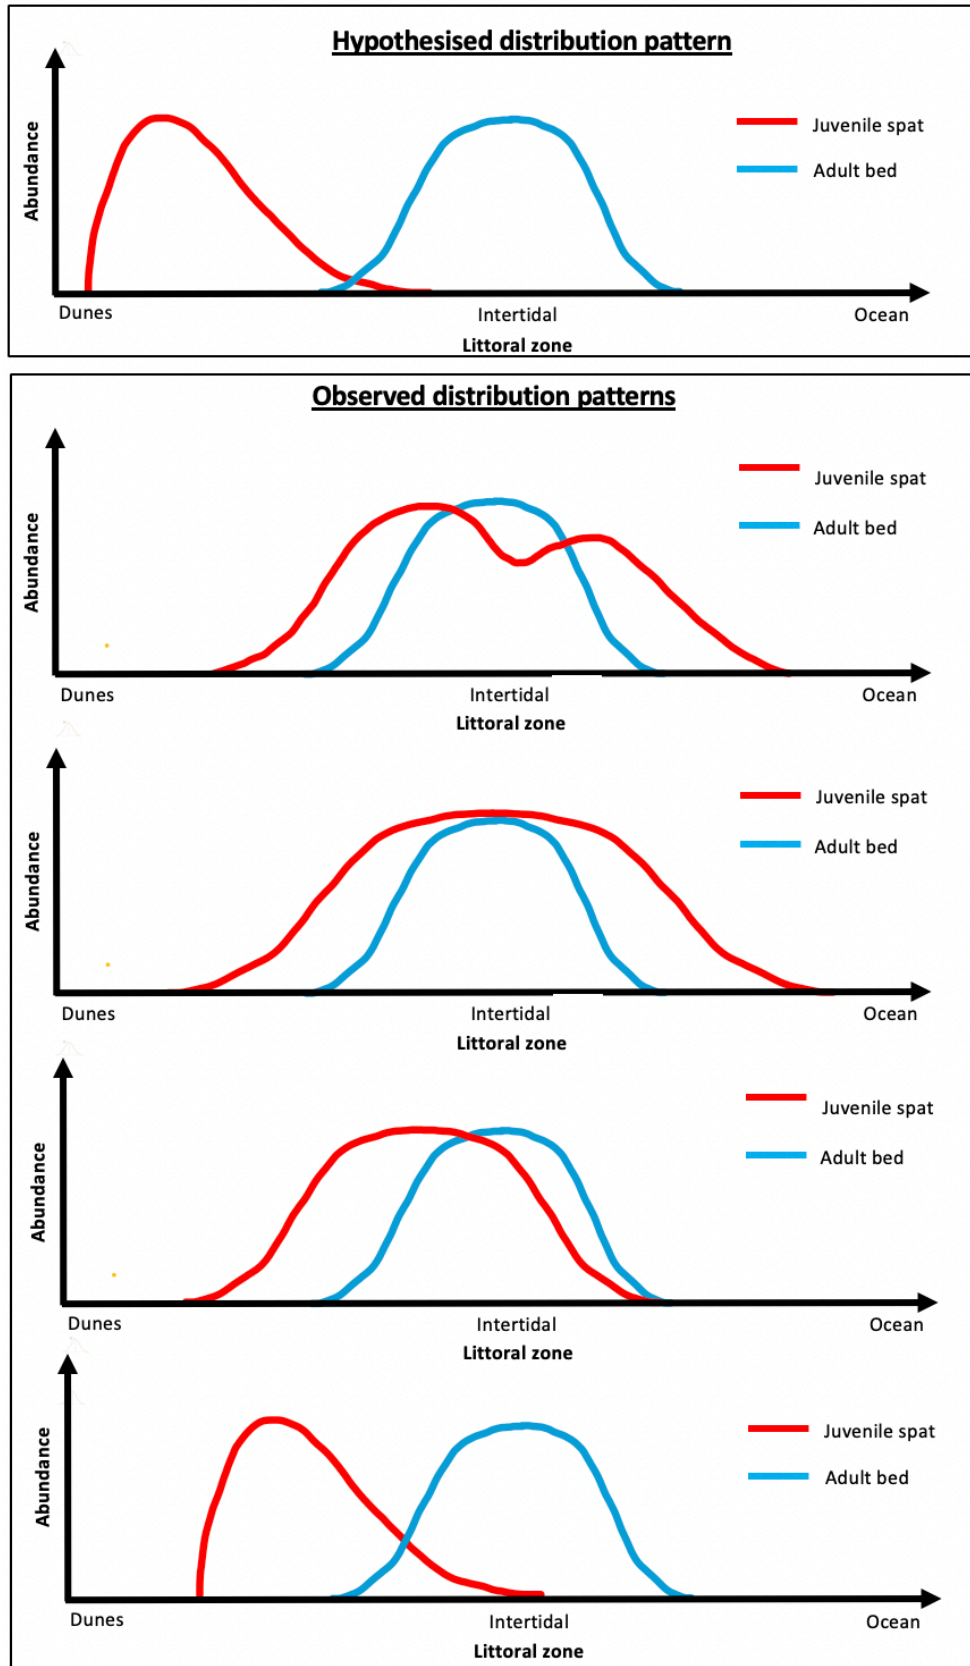 Hypothesised distribution pattern
Abundance
Juvenile spat
Adult bed
Dunes
Intertidal
Ocean
Littoral zone
Observed distribution patterns
Abundance
Juvenile spat
Adult bed
Dunes
Intertidal
Ocean
Littoral zone
Abundance
Juvenile spat
Adult bed
Dunes
Intertidal
Ocean
Littoral zone
Abundance
Juvenile spat
Adult bed
Dunes
Intertidal
Ocean
Littoral zone
Abundance
Juvenile spat
Adult bed
Dunes
Intertidal
Ocean
Littoral zone